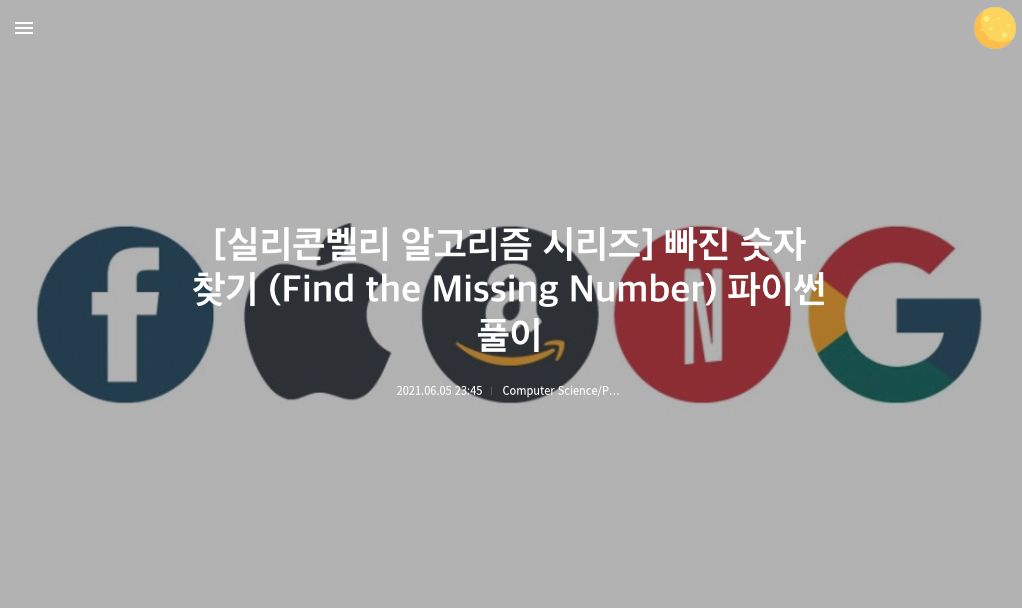 [실리콘벨리 알고리즘 시리즈] 빠진 숫자
찾기 (Find the Missing Number) 파이썬
풀이
2021.06.05 23:45 | Computer Science/P...